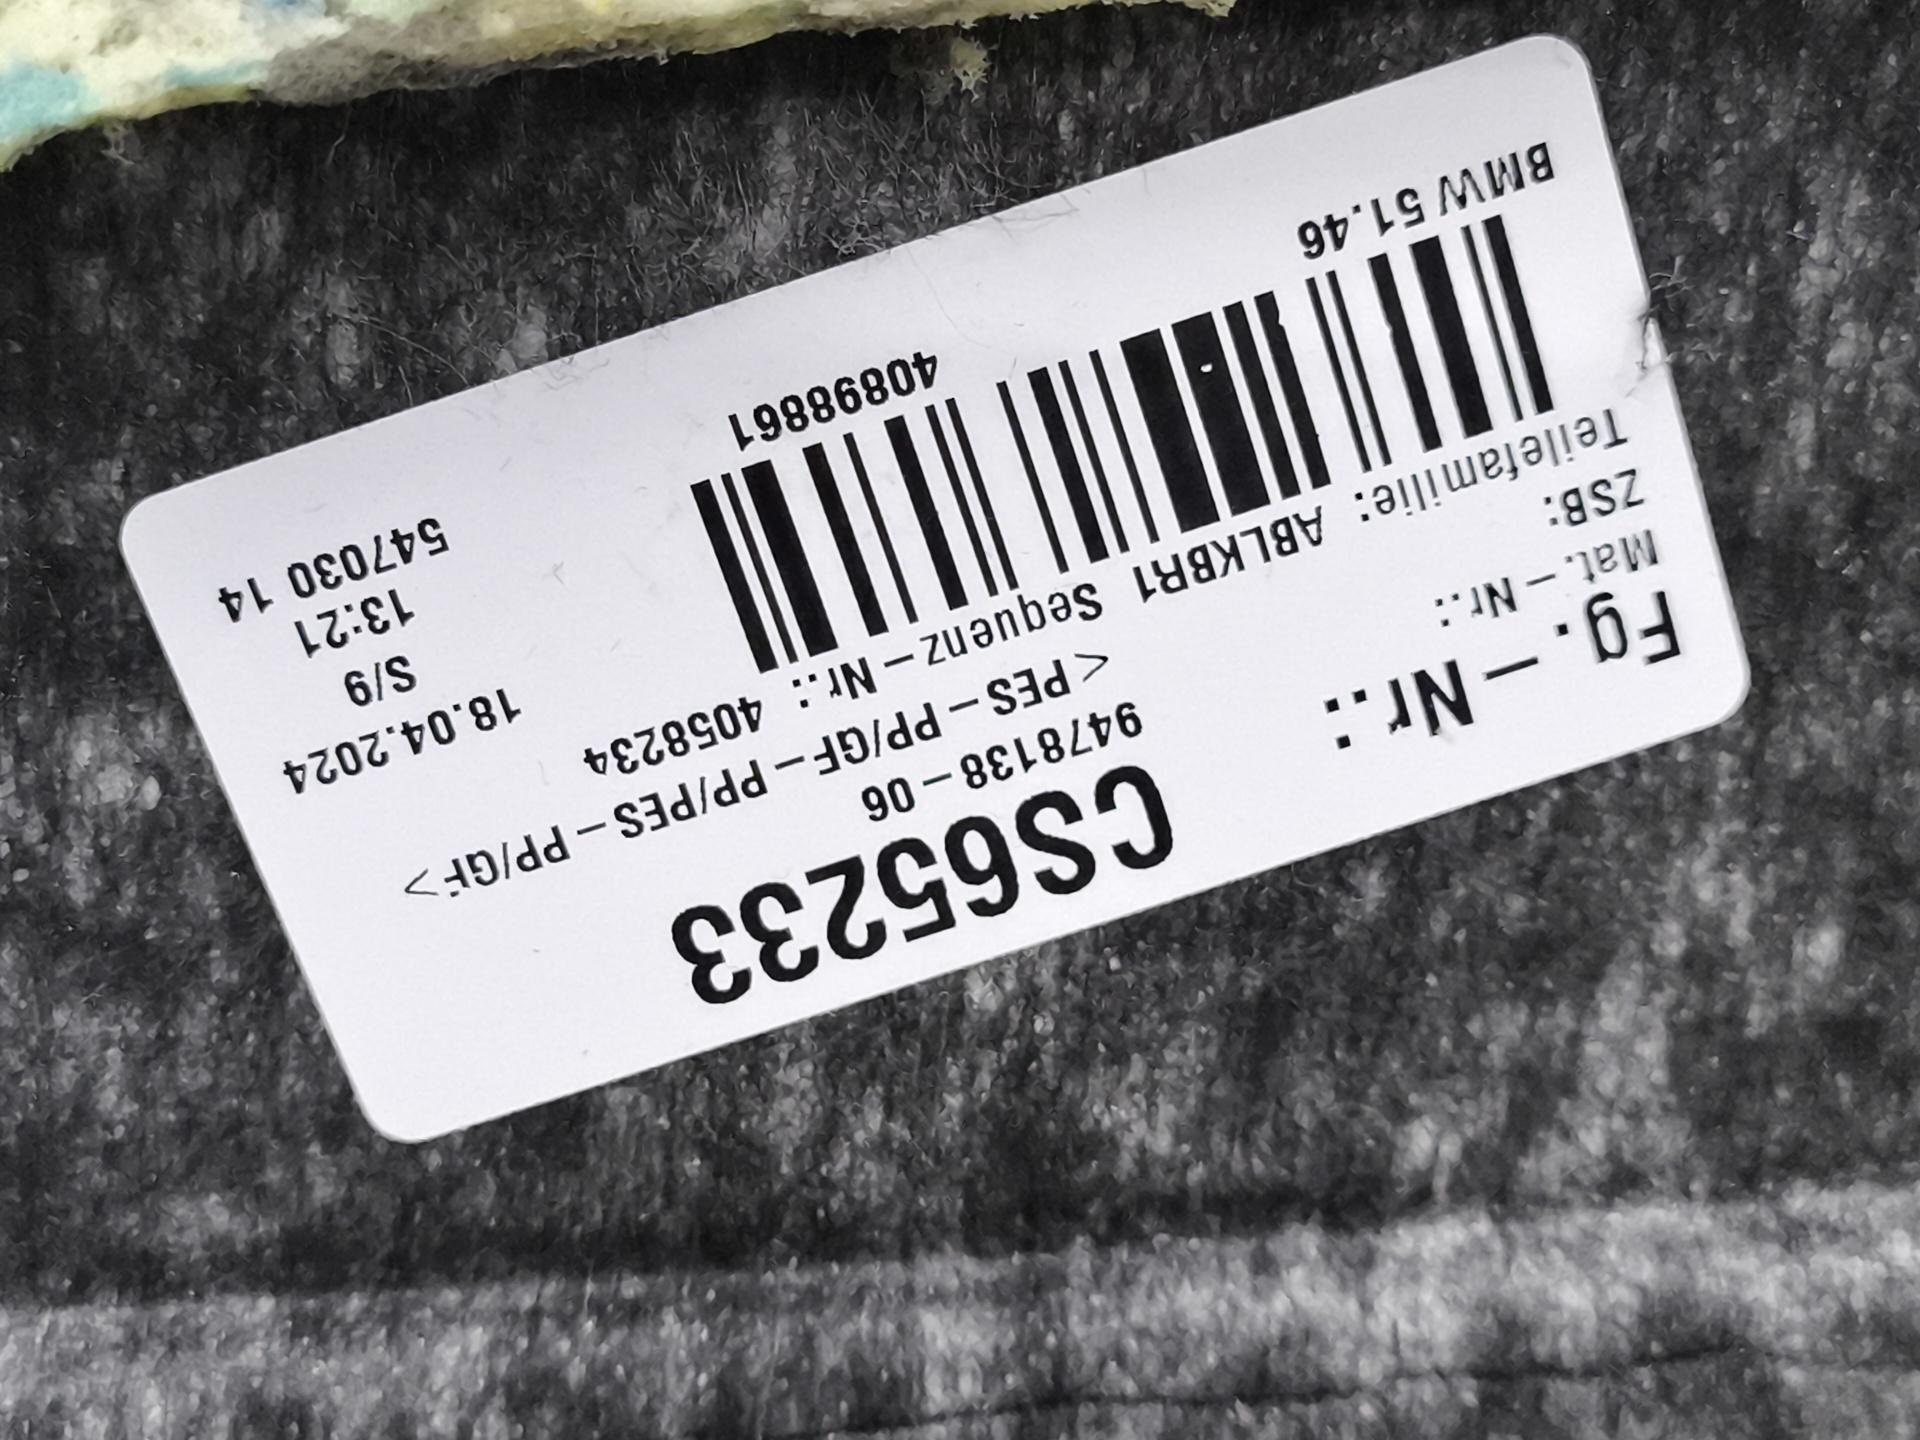 Fg.-Nr.: CS65233
Mat.-Nr.: 9478138-06
ZSB: <PES-PP/GF-PP/PES-PP/GF>
Teilefamilie: ABLKBR1 Sequenz-Nr.: 4058234
18.04.2024
S/9
13:21
547030 14
BMW 51.46 40898861